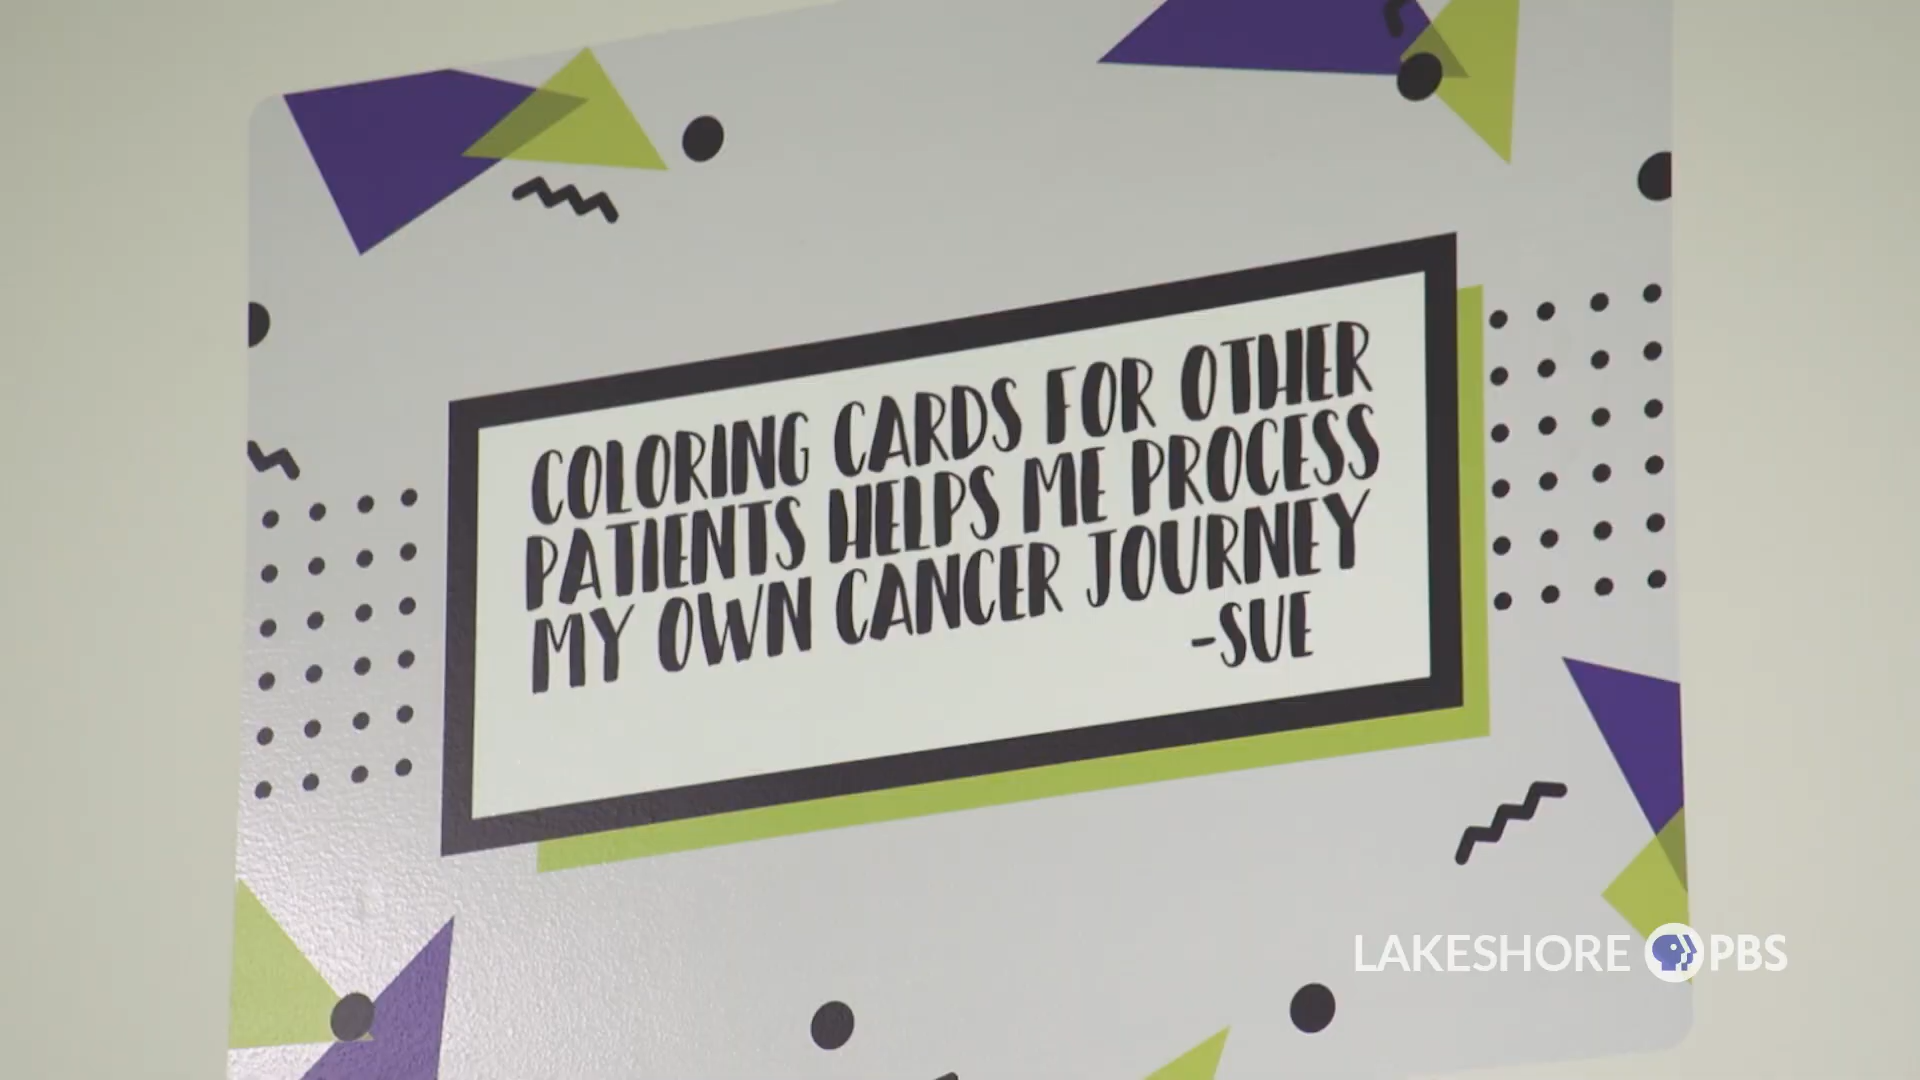 COLORING CARDS FOR OTHER
PATIENTS HELPS ME PROCESS
MY OWN CANCER JOURNEY
-SUE
LAKESHORE PBS